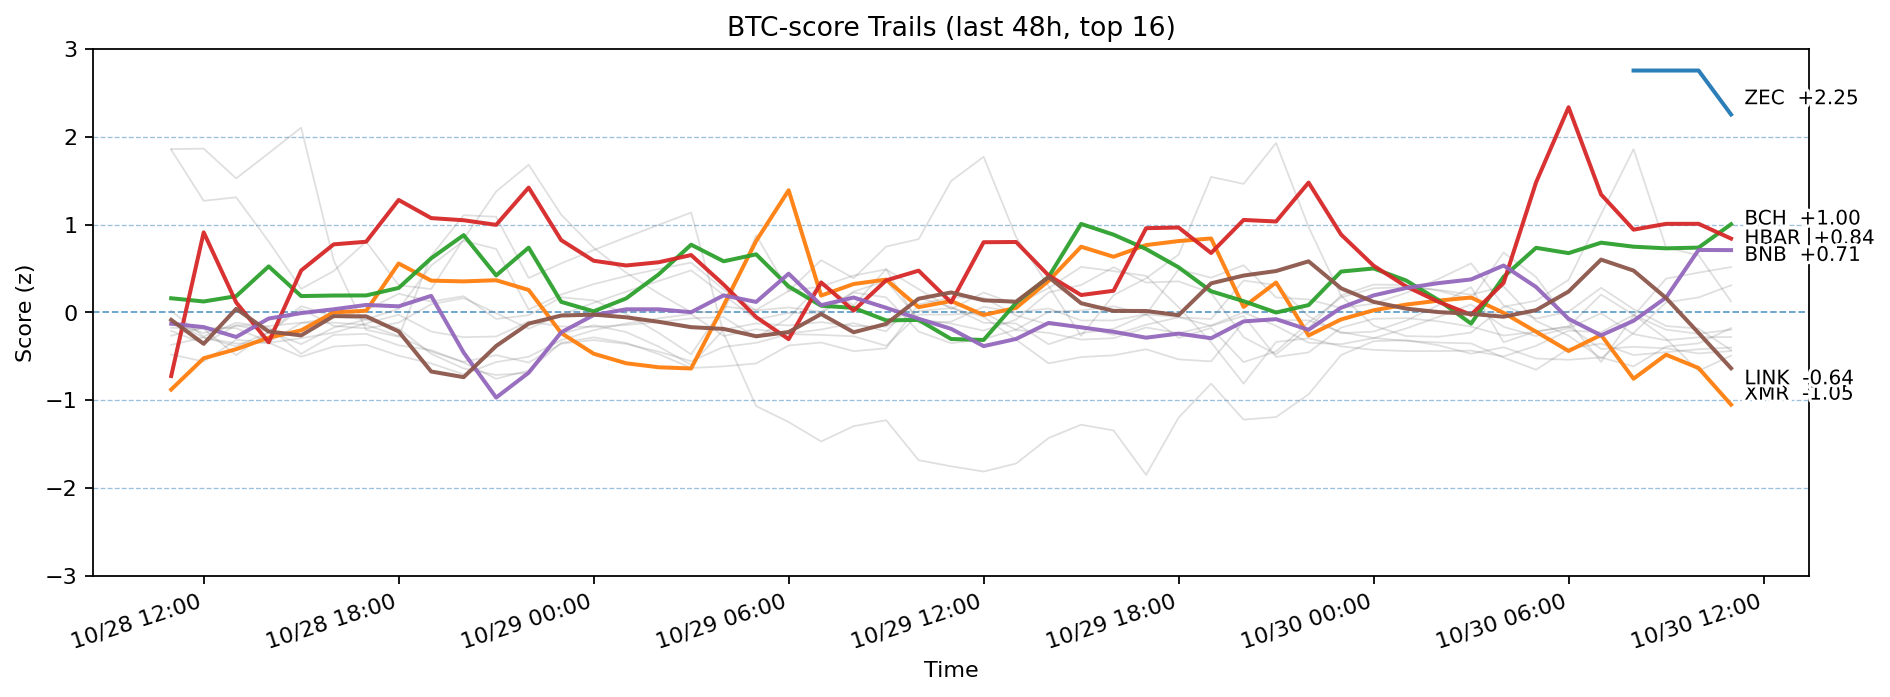 BTC-score Trails (last 48h, top 16)
Score (z)
3
2
1
0
−1
−2
−3
ZEC +2.25
BCH +1.00
HBAR +0.84
BNB +0.71
LINK -0.64
XMR -1.05
10/28 12:00
10/28 18:00
10/29 00:00
10/29 06:00
10/29 12:00
10/29 18:00
10/30 00:00
10/30 06:00
10/30 12:00
Time